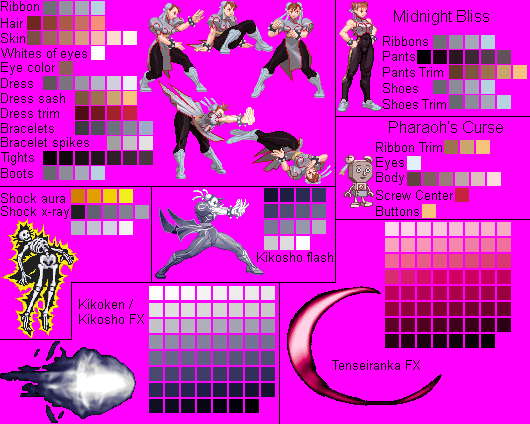 Ribbon
Hair
Skin
Whites of eyes
Eye color
Dress
Dress sash
Dress trim
Bracelets
Bracelet spikes
Tights
Boots
Midnight Bliss
Ribbons
Pants
Pants Trim
Shoes
Shoes Trim
Pharaoh's Curse
Ribbon Trim
Eyes
Body
Screw Center
Buttons
Shock aura
Shock x-ray
Kikosho flash
Kikoken /
Kikosho FX
Tenseiranka FX